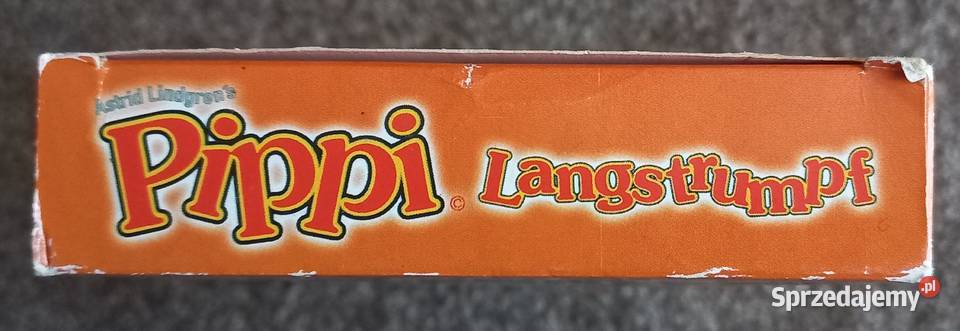 Astrid Lindgren's
Pippi © Langstrumpf
Sprzedajemy.pl